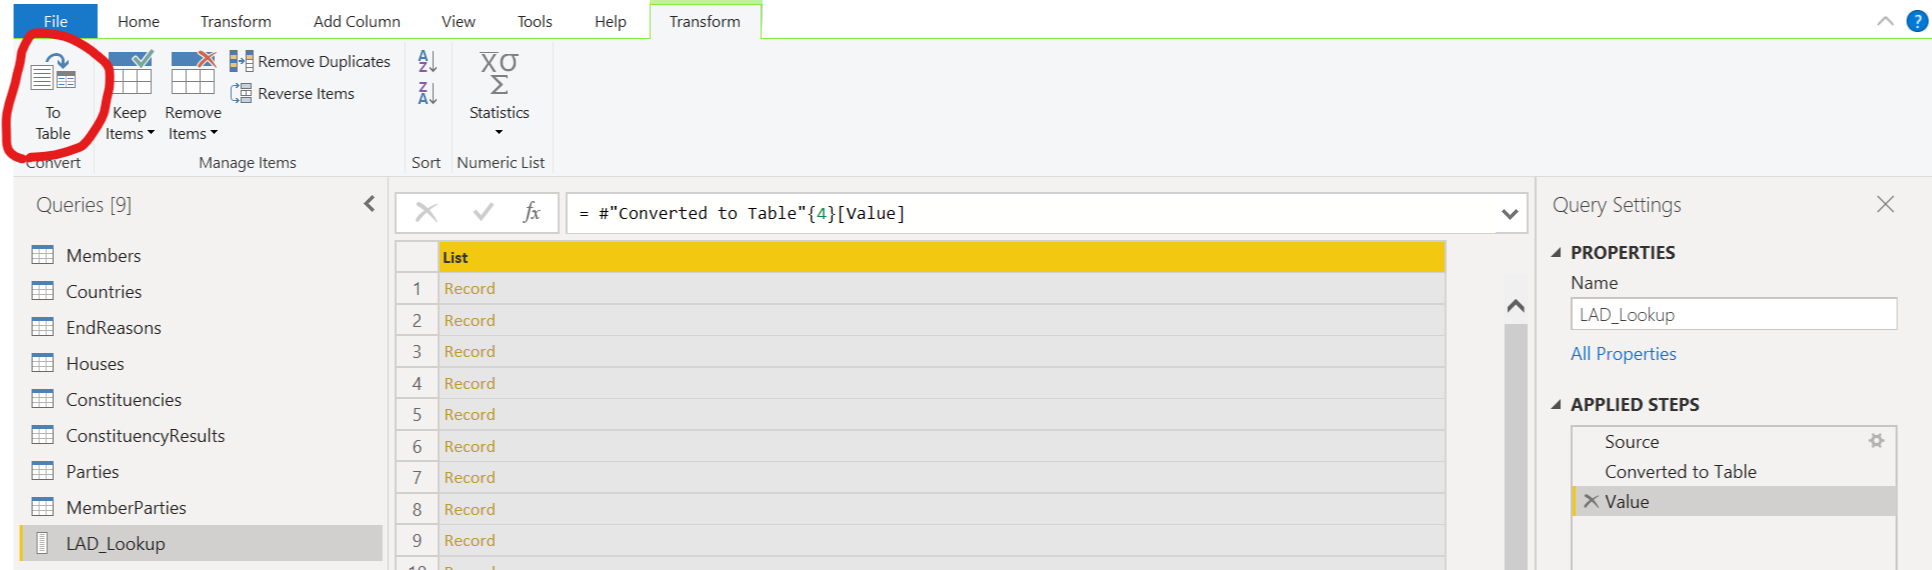 File Home Transform Add Column View Tools Help Transform
?
Remove Duplicates
Reverse Items
A
Z
Z
A
X̅σ
Σ
To
Table
Keep
Items
Remove
Items
Statistics
Convert Manage Items Sort Numeric List
Queries [9]
Members
Countries
EndReasons
Houses
Constituencies
ConstituencyResults
Parties
MemberParties
LAD_Lookup
fx = #"Converted to Table"{4}[Value]
List
1 Record
2 Record
3 Record
4 Record
5 Record
6 Record
7 Record
8 Record
9 Record
10 Record
Query Settings
PROPERTIES
Name
LAD_Lookup
All Properties
APPLIED STEPS
Source
Converted to Table
Value